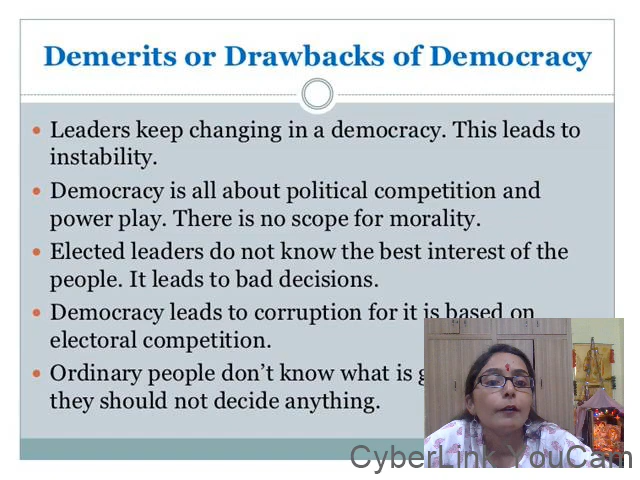 Demerits or Drawbacks of Democracy
• Leaders keep changing in a democracy. This leads to
instability.
• Democracy is all about political competition and
power play. There is no scope for morality.
• Elected leaders do not know the best interest of the
people. It leads to bad decisions.
• Democracy leads to corruption for it is based on
electoral competition.
• Ordinary people don’t know what is
they should not decide anything.
CyberLink YouCam